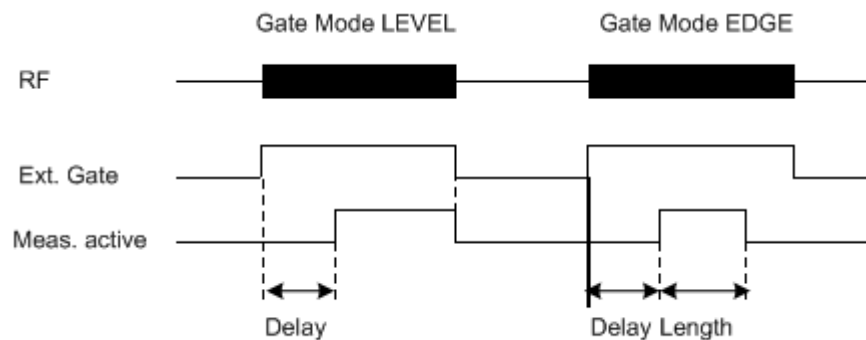 Gate Mode LEVEL Gate Mode EDGE
RF
Ext. Gate
Meas. active
Delay Delay Length